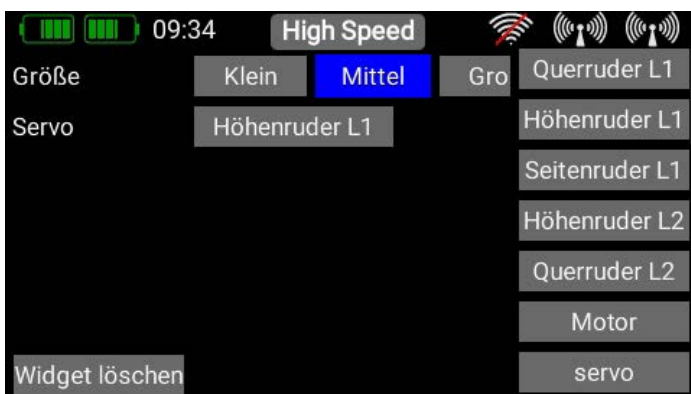 09:34 High Speed
Größe Klein Mittel Gro
Servo Höhenruder L1
Querruder L1
Höhenruder L1
Seitenruder L1
Höhenruder L2
Querruder L2
Motor
servo
Widget löschen